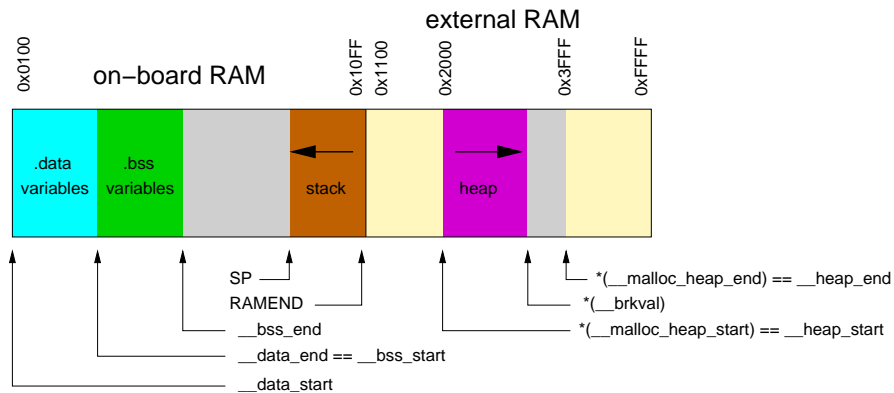 external RAM
on-board RAM
0x0100
0x10FF
0x1100
0x2000
0x3FFF
0xFFFF
.data
variables
.bss
variables
stack
heap
SP
RAMEND
__bss_end
__data_end == __bss_start
__data_start
*(__malloc_heap_end) == __heap_end
*(__brkval)
*(__malloc_heap_start) == __heap_start